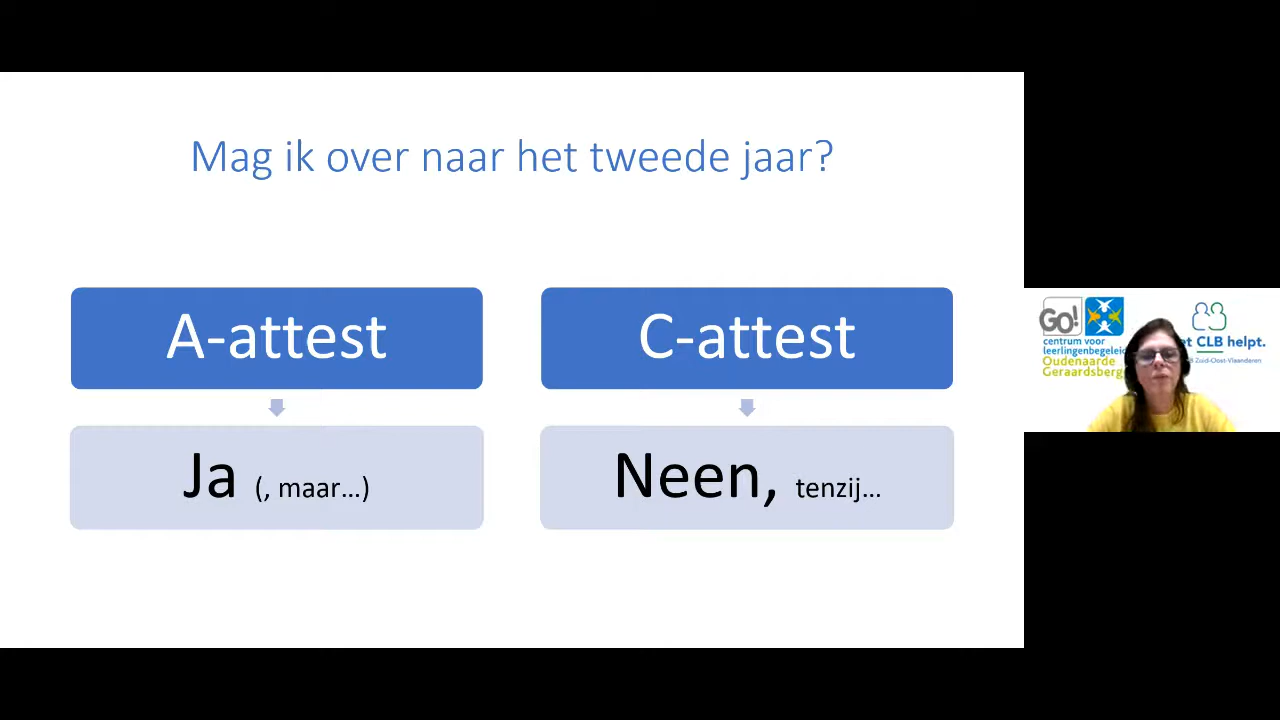 Mag ik over naar het tweede jaar?
A-attest
C-attest
Ja (, maar...)
Neen, tenzij...
GO!
centrum voor
leerlingenbegeleid
Oudenaarde
Geraardsberg
CLB helpt.
Zuid-Oost-Vlaanderen